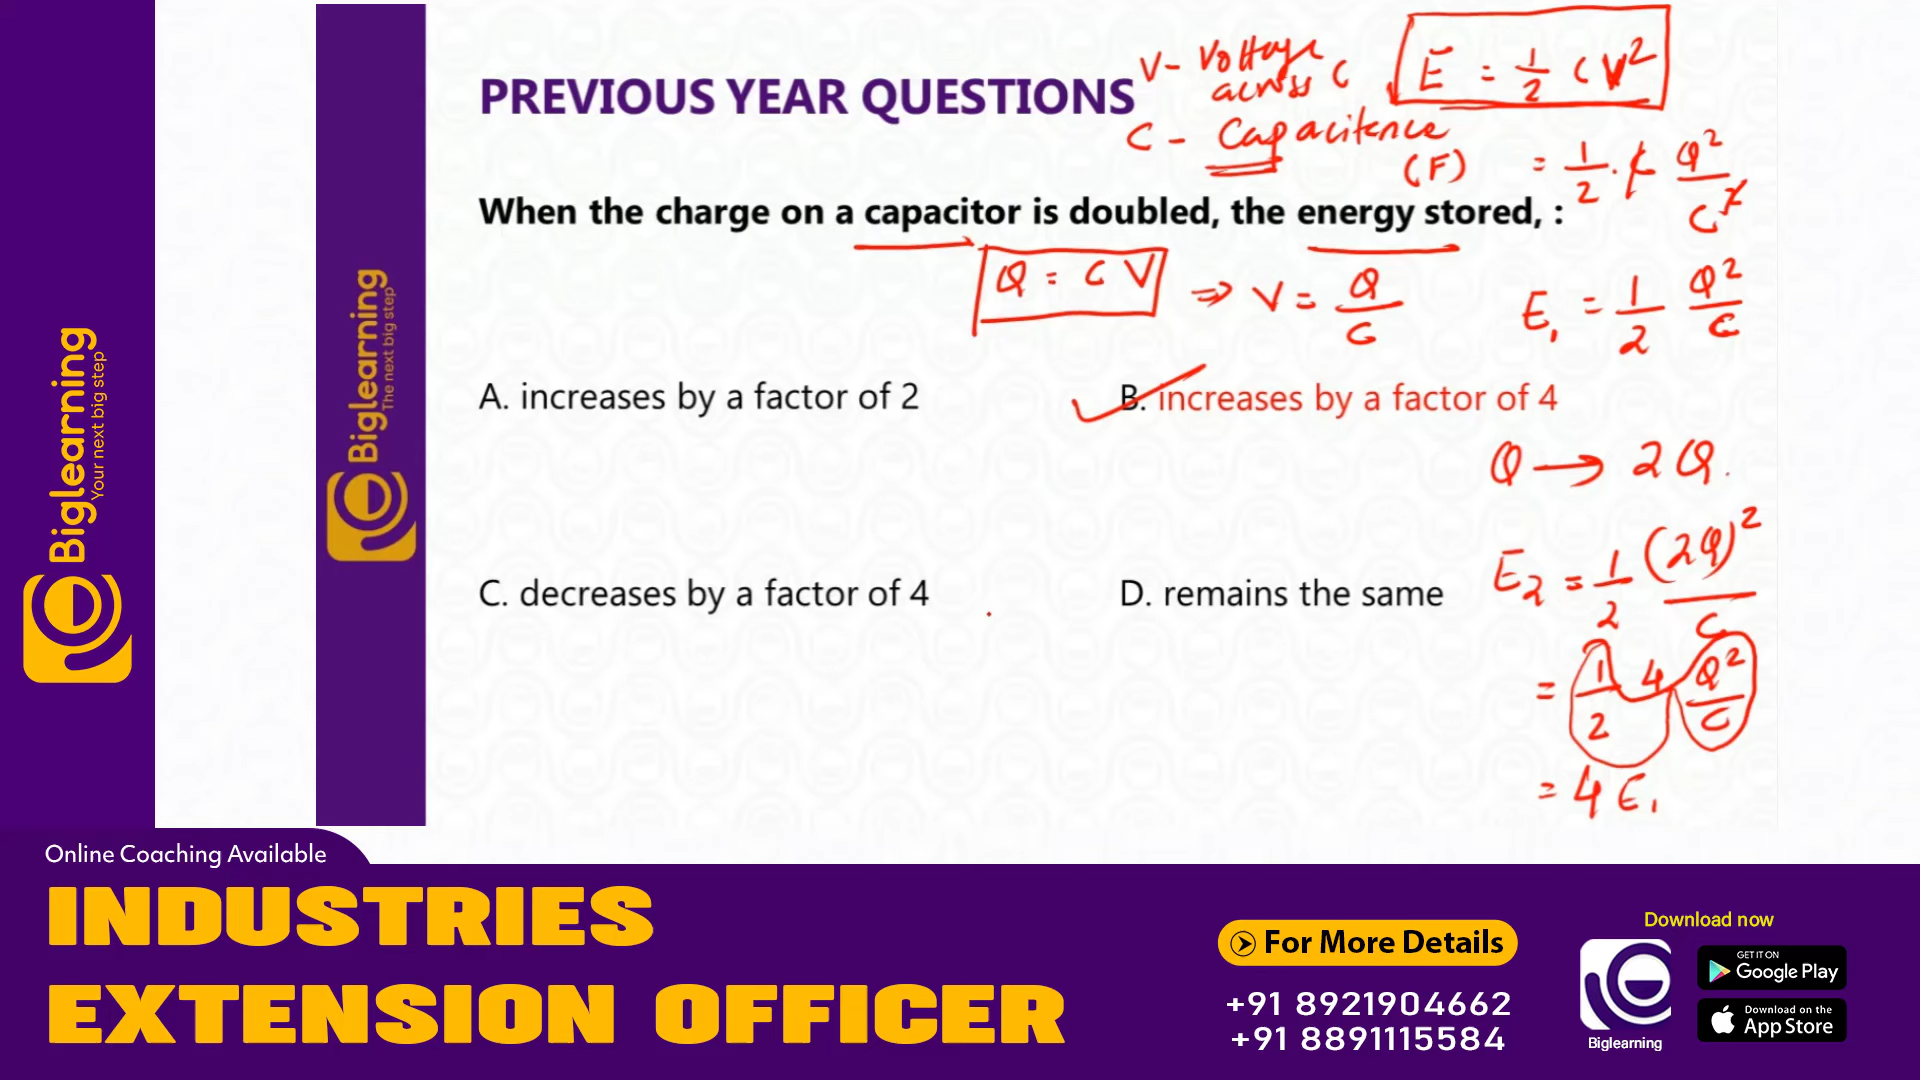 Biglearning
Your next big step
Biglearning
The next big step
PREVIOUS YEAR QUESTIONS
V - Voltage
across C
C - Capacitence
(F)
E = 1/2 C V²
= 1/2 . C Q²/C²
When the charge on a capacitor is doubled, the energy stored, :
Q = C V ⇒ V = Q/C
E₁ = 1/2 Q²/C
A. increases by a factor of 2
B. increases by a factor of 4
Q → 2Q.
C. decreases by a factor of 4
D. remains the same
E₂ = 1/2 (2Q)²/C
= 1/2 4 Q²/C
= 4 E₁
Online Coaching Available
INDUSTRIES
EXTENSION OFFICER
For More Details
+91 8921904662
+91 8891115584
Download now
Biglearning
GET IT ON
Google Play
Download on the
App Store